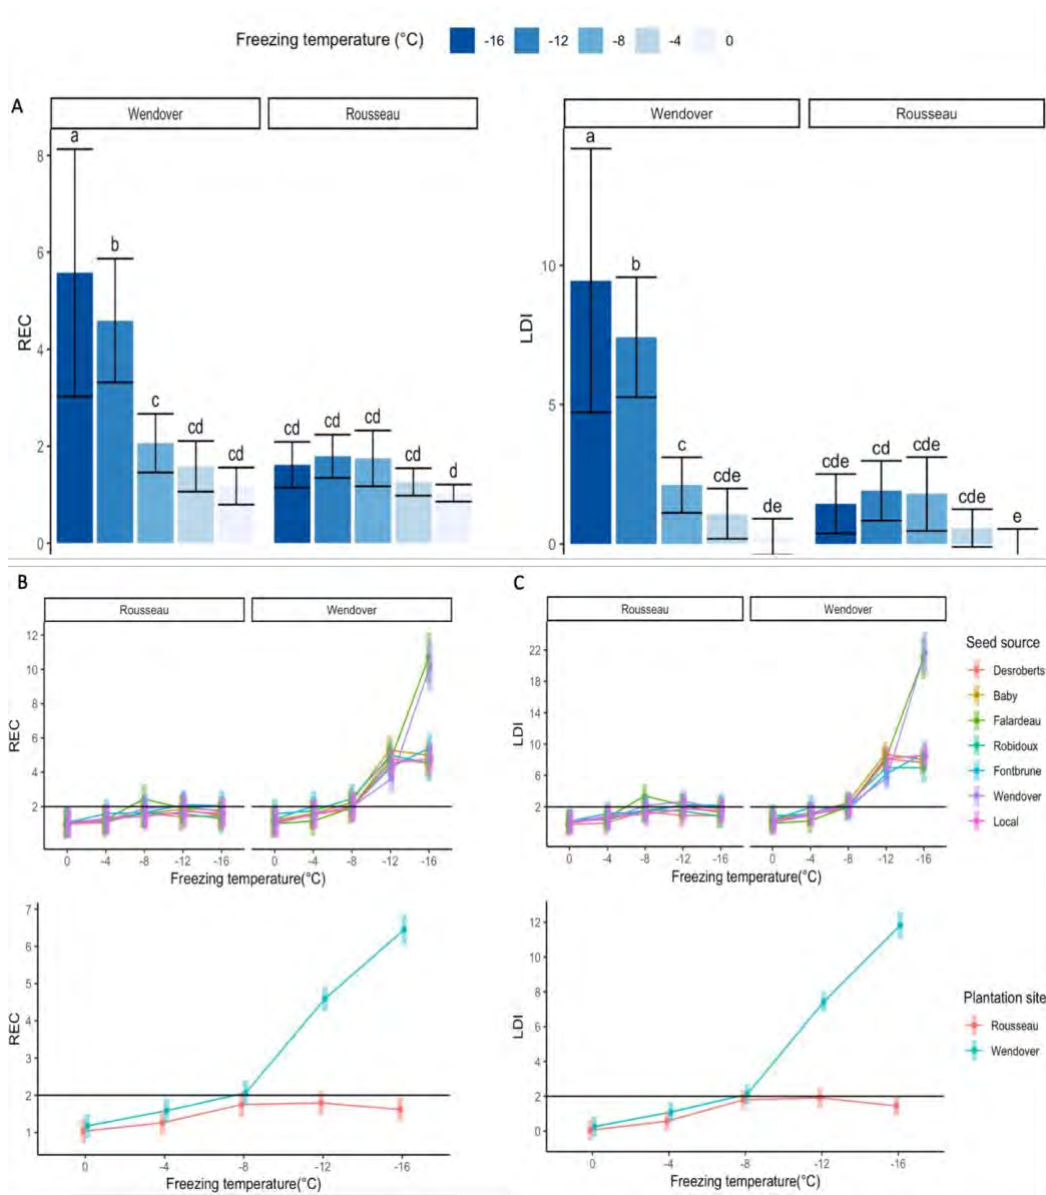 Freezing temperature (°C) -16 -12 -8 -4 0
A
Wendover Rousseau
REC
8
6
4
2
0
a b c cd cd cd cd cd cd d
Wendover Rousseau
LDI
10
5
0
a b c cde de cde cd cde cde e
B
Rousseau Wendover
REC
12
10
8
6
4
2
0 -4 -8 -12 -16 0 -4 -8 -12 -16
Freezing temperature(°C)
C
Rousseau Wendover
LDI
22
18
14
10
6
2
0 -4 -8 -12 -16 0 -4 -8 -12 -16
Freezing temperature(°C)
Seed source
Desroberts
Baby
Falardeau
Robidoux
Fontbrune
Wendover
Local
REC
7
6
5
4
3
2
1
0 -4 -8 -12 -16
Freezing temperature(°C)
LDI
12
10
8
6
4
2
0
0 -4 -8 -12 -16
Freezing temperature(°C)
Plantation site
Rousseau
Wendover